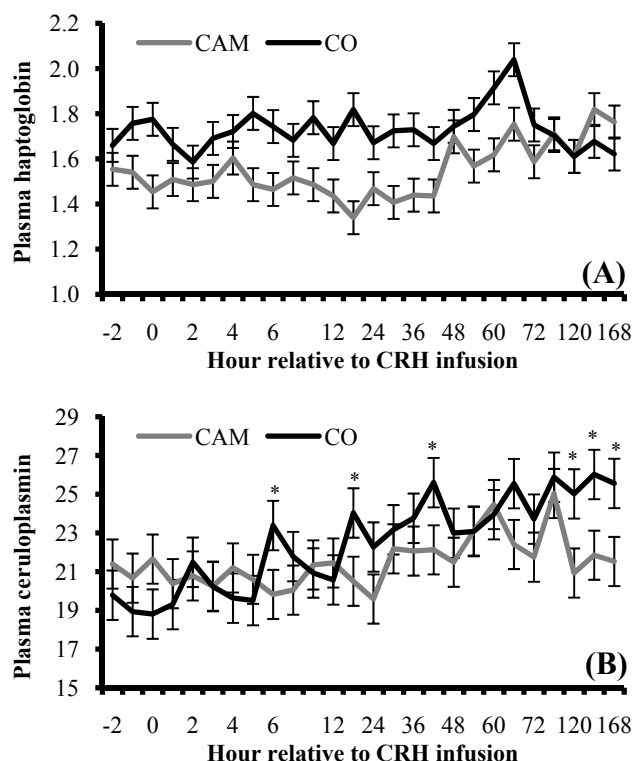 CAM CO
Plasma haptoglobin
2.2
2.0
1.8
1.6
1.4
1.2
1.0
(A)
-2 0 2 4 6 12 24 36 48 60 72 120 168
Hour relative to CRH infusion
CAM CO
Plasma ceruloplasmin
29
27
25
23
21
19
17
15
* * * * * *
(B)
-2 0 2 4 6 12 24 36 48 60 72 120 168
Hour relative to CRH infusion